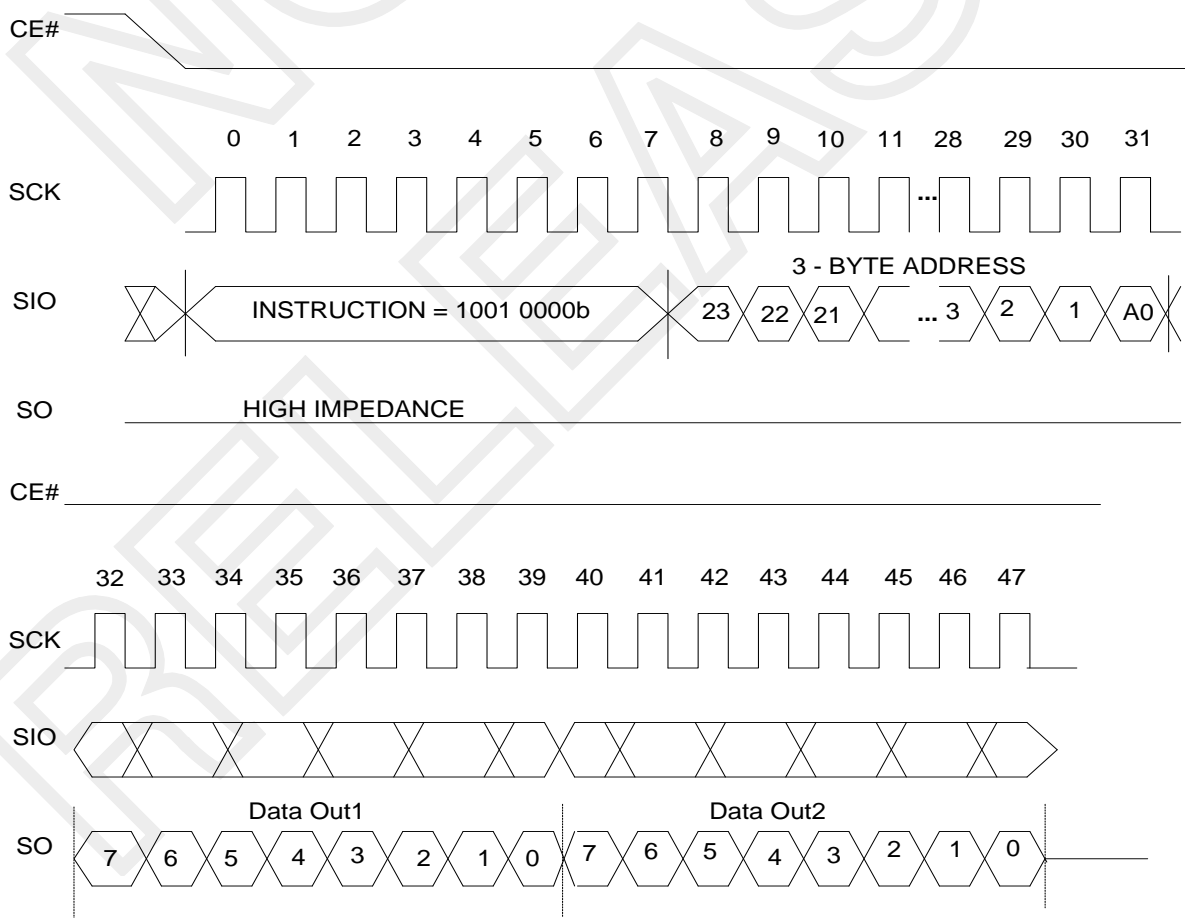 CE#
0 1 2 3 4 5 6 7 8 9 10 11 28 29 30 31
SCK ...
3 - BYTE ADDRESS
SIO INSTRUCTION = 1001 0000b 23 22 21 ... 3 2 1 A0
SO HIGH IMPEDANCE
CE#
32 33 34 35 36 37 38 39 40 41 42 43 44 45 46 47
SCK
SIO
Data Out1 Data Out2
SO 7 6 5 4 3 2 1 0 7 6 5 4 3 2 1 0